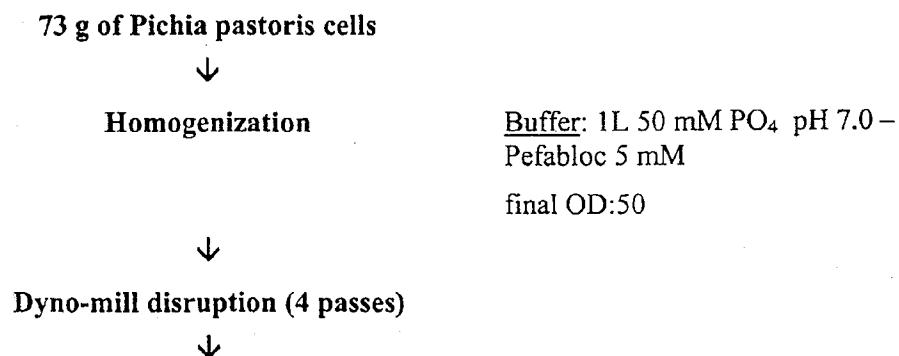 73 g of Pichia pastoris cells
↓
Homogenization
Buffer: 1L 50 mM PO₄ pH 7.0 –
Pefabloc 5 mM
final OD:50
↓
Dyno-mill disruption (4 passes)
↓